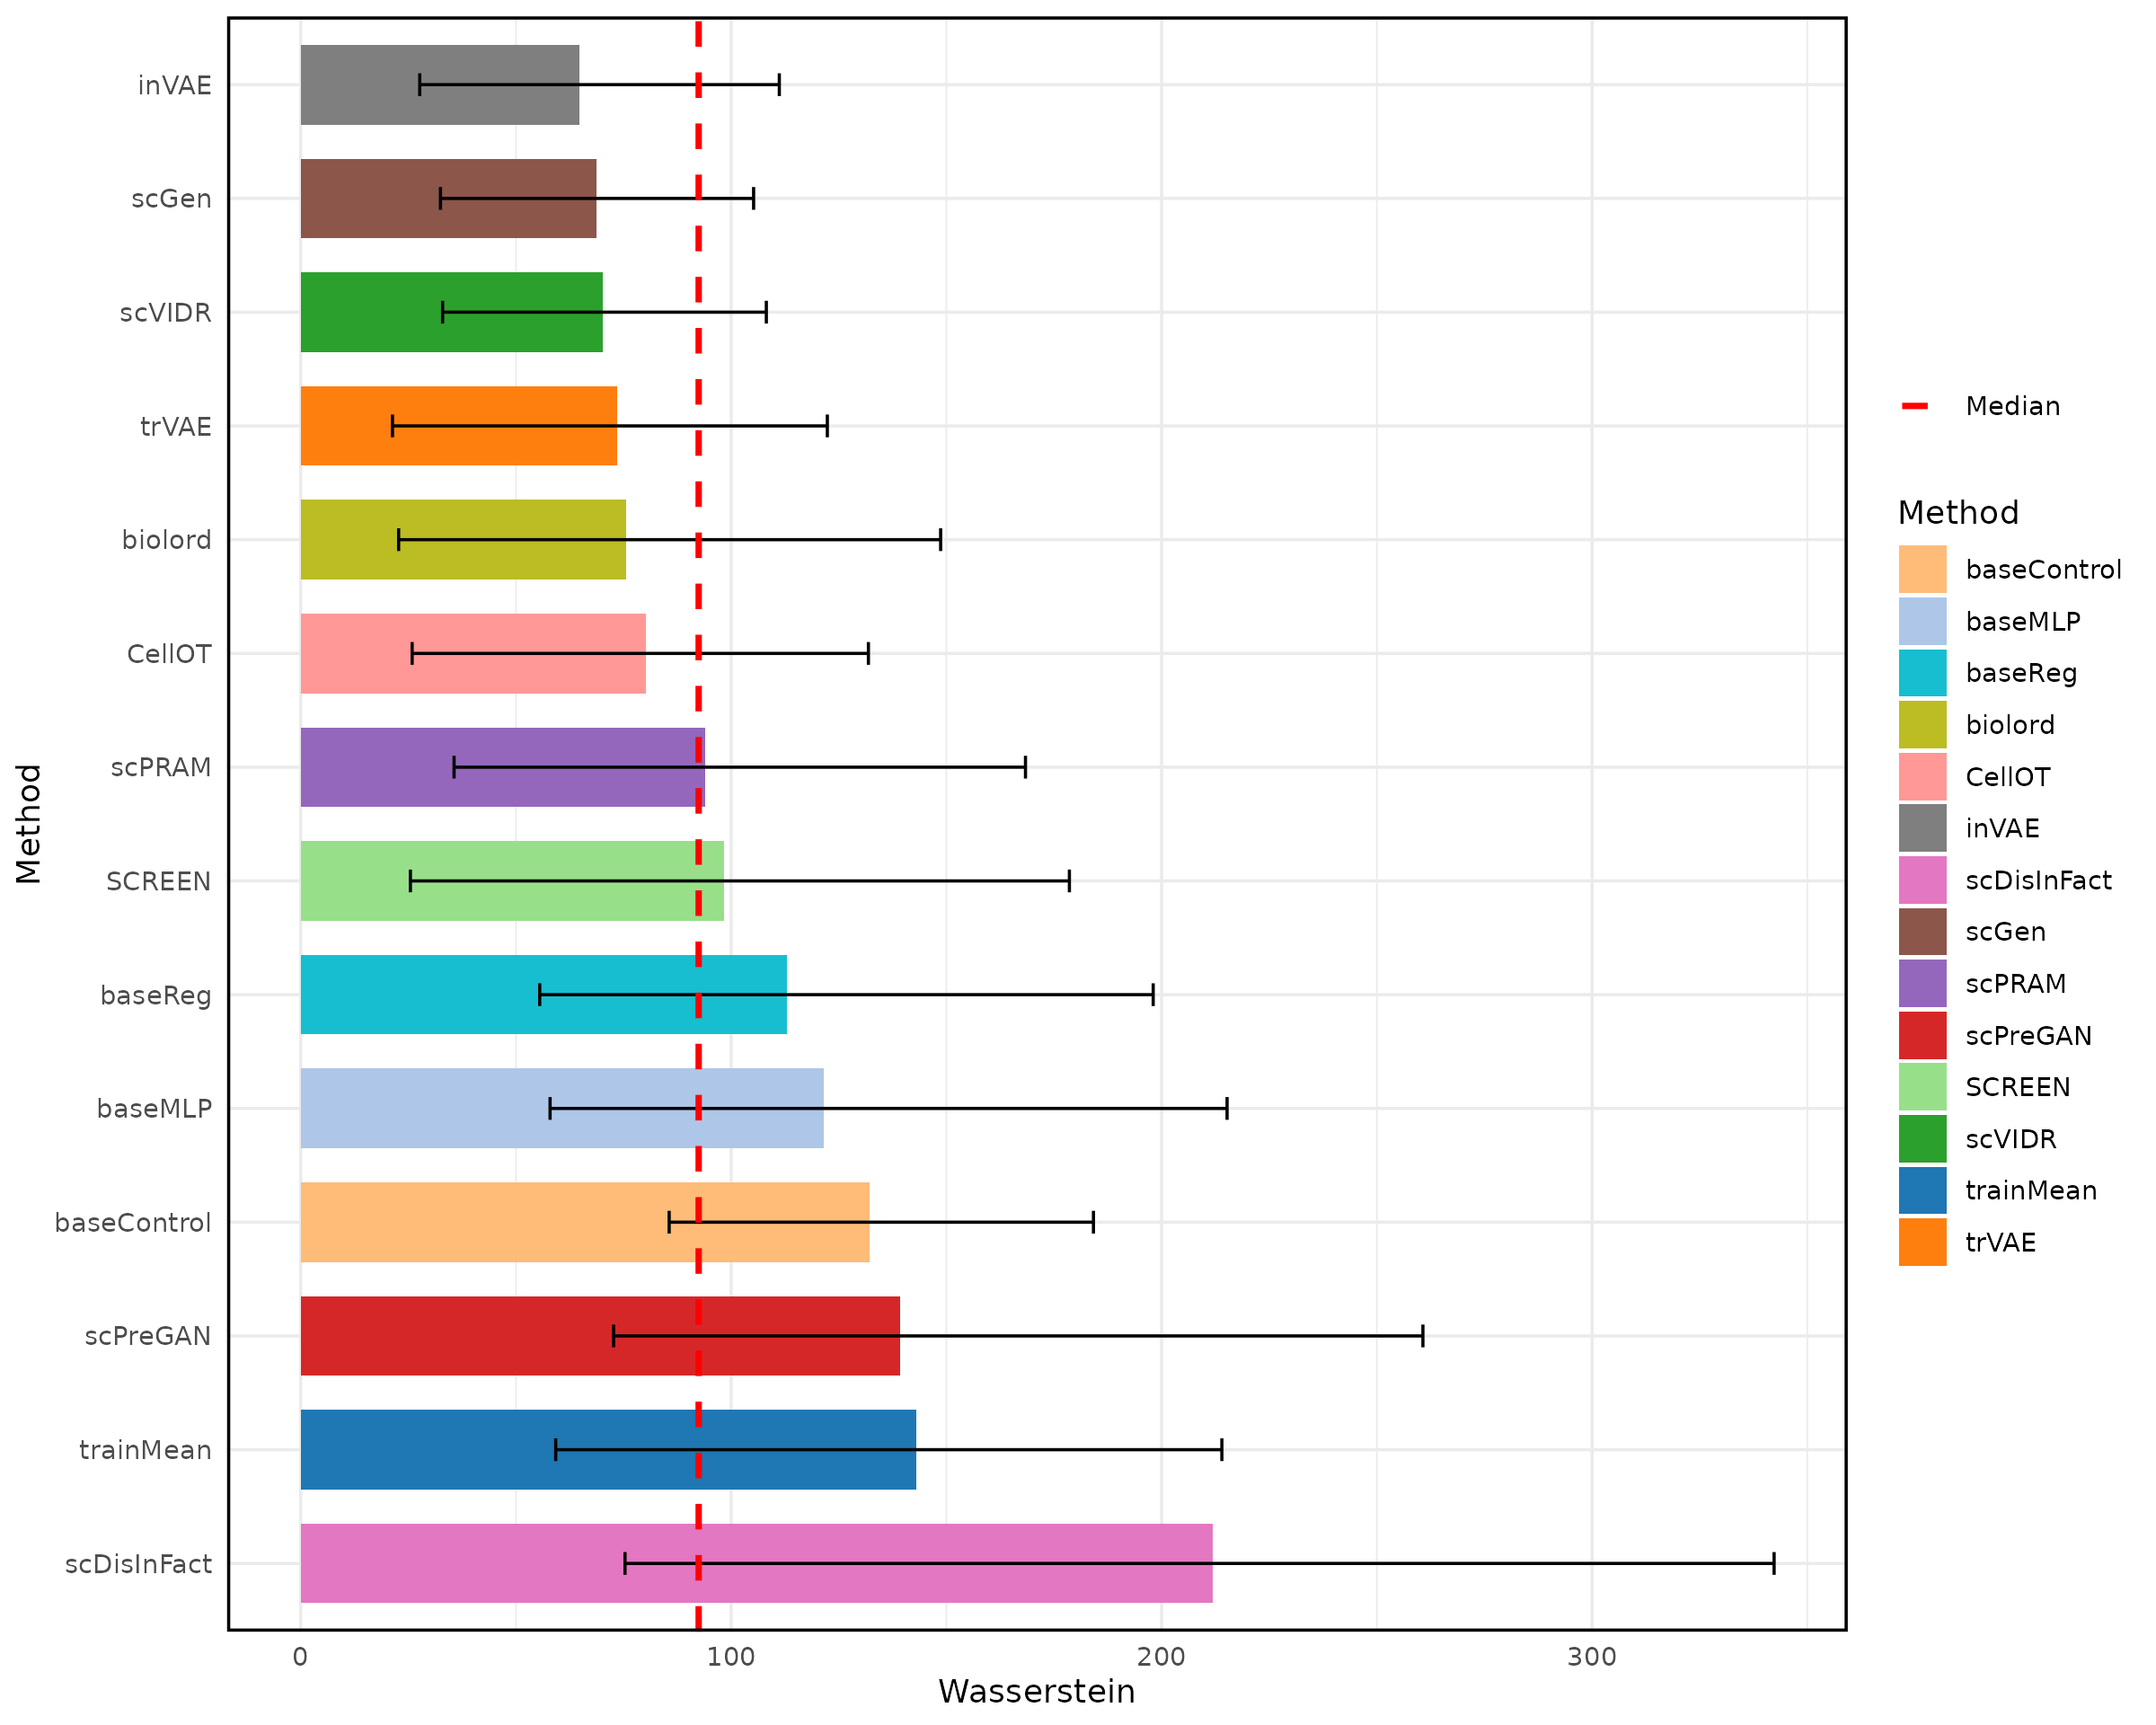 inVAE
scGen
scVIDR
trVAE
biolord
CellOT
scPRAM
SCREEN
baseReg
baseMLP
baseControl
scPreGAN
trainMean
scDisInFact
Method
0 100 200 300
Wasserstein
Median
Method
baseControl
baseMLP
baseReg
biolord
CellOT
inVAE
scDisInFact
scGen
scPRAM
scPreGAN
SCREEN
scVIDR
trainMean
trVAE